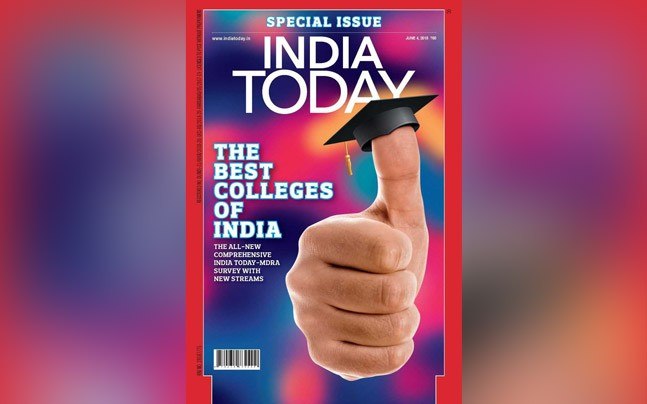 SPECIAL ISSUE
www.indiatoday.in
JUNE 4, 2018 ₹60
INDIA
TODAY
THE
BEST
COLLEGES
OF
INDIA
THE ALL-NEW
COMPREHENSIVE
INDIA TODAY-MDRA
SURVEY WITH
NEW STREAMS